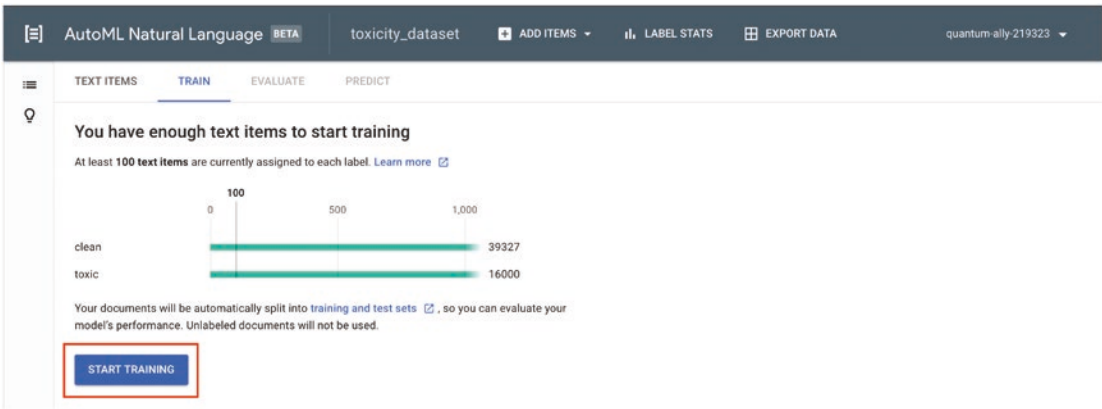 AutoML Natural Language BETA toxicity_dataset ADD ITEMS LABEL STATS EXPORT DATA quantum-ally-219323
TEXT ITEMS TRAIN EVALUATE PREDICT
You have enough text items to start training
At least 100 text items are currently assigned to each label. Learn more
100
0 500 1,000
clean 39327
toxic 16000
Your documents will be automatically split into training and test sets , so you can evaluate your
model's performance. Unlabeled documents will not be used.
START TRAINING